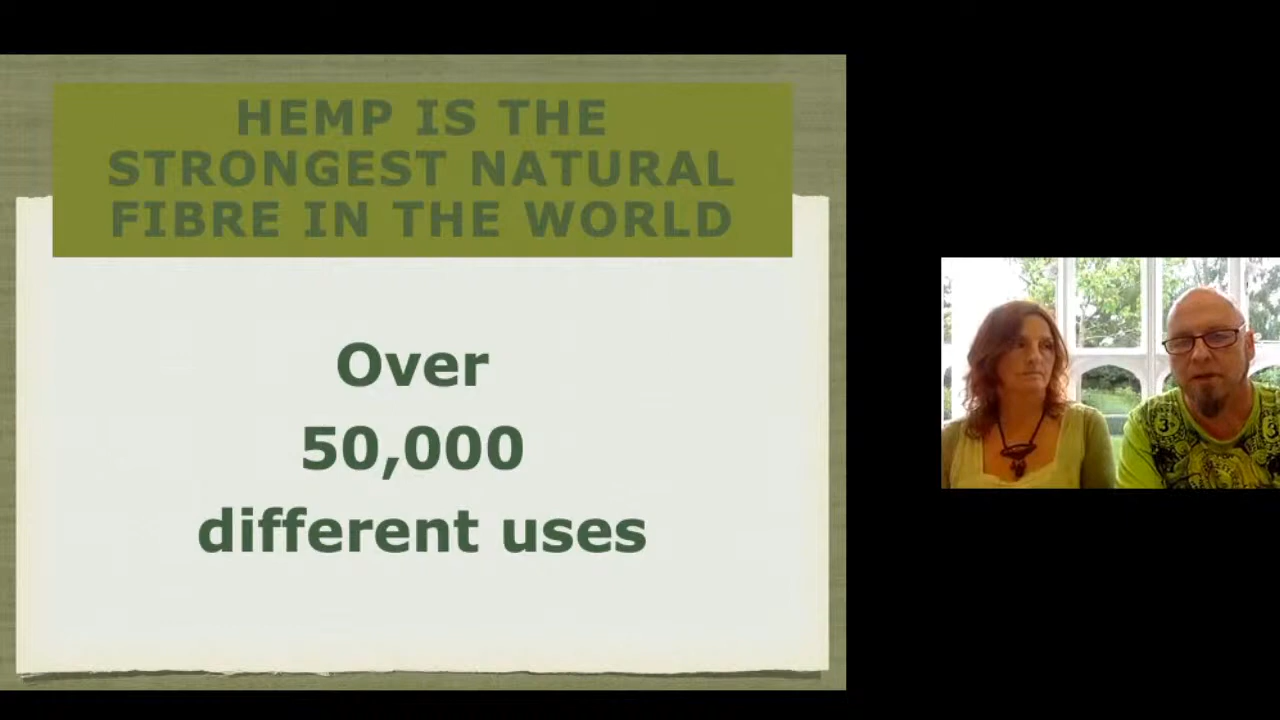 HEMP IS THE
STRONGEST NATURAL
FIBRE IN THE WORLD
Over
50,000
different uses